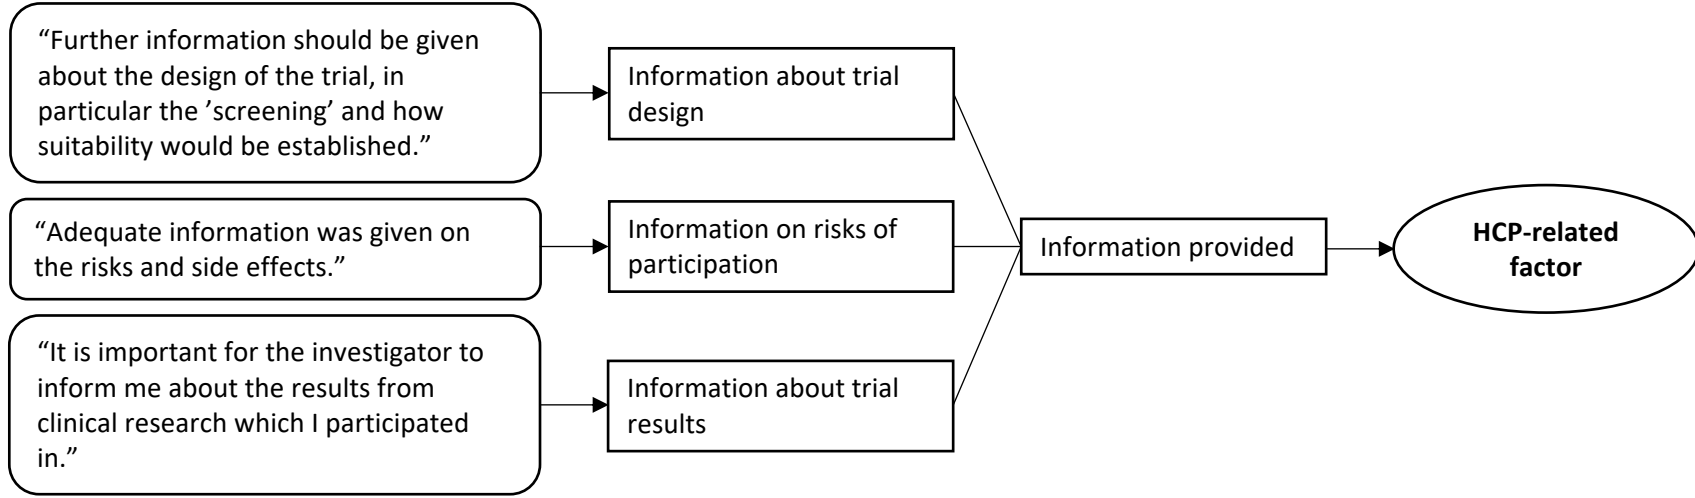 “Further information should be given
about the design of the trial, in
particular the ’screening’ and how
suitability would be established.”
Information about trial
design
“Adequate information was given on
the risks and side effects.”
Information on risks of
participation
Information provided
HCP-related
factor
“It is important for the investigator to
inform me about the results from
clinical research which I participated
in.”
Information about trial
results